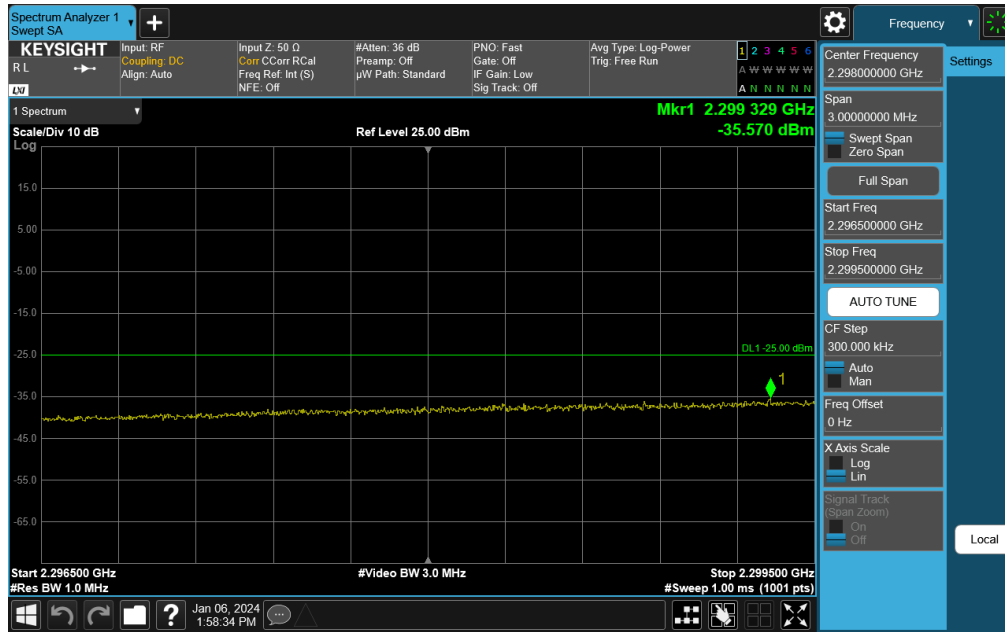 Spectrum Analyzer 1
Swept SA
Frequency
KEYSIGHT
R L
LXI
Input: RF
Coupling: DC
Align: Auto
Input Z: 50 Ω
Corr CCorr RCal
Freq Ref: Int (S)
NFE: Off
#Atten: 36 dB
Preamp: Off
µW Path: Standard
PNO: Fast
Gate: Off
IF Gain: Low
Sig Track: Off
Avg Type: Log-Power
Trig: Free Run
1 2 3 4 5 6
A W W W W W
A N N N N N
1 Spectrum
Scale/Div 10 dB
Log
Ref Level 25.00 dBm
Mkr1 2.299 329 GHz
-35.570 dBm
15.0
5.00
-5.00
-15.0
-25.0
DL1 -25.00 dBm
1
-35.0
-45.0
-55.0
-65.0
Start 2.296500 GHz
#Res BW 1.0 MHz
#Video BW 3.0 MHz
Stop 2.299500 GHz
#Sweep 1.00 ms (1001 pts)
Jan 06, 2024
1:58:34 PM
Center Frequency
2.298000000 GHz
Span
3.00000000 MHz
Swept Span
Zero Span
Full Span
Start Freq
2.296500000 GHz
Stop Freq
2.299500000 GHz
AUTO TUNE
CF Step
300.000 kHz
Auto
Man
Freq Offset
0 Hz
X Axis Scale
Log
Lin
Signal Track
(Span Zoom)
On
Off
Settings
Local